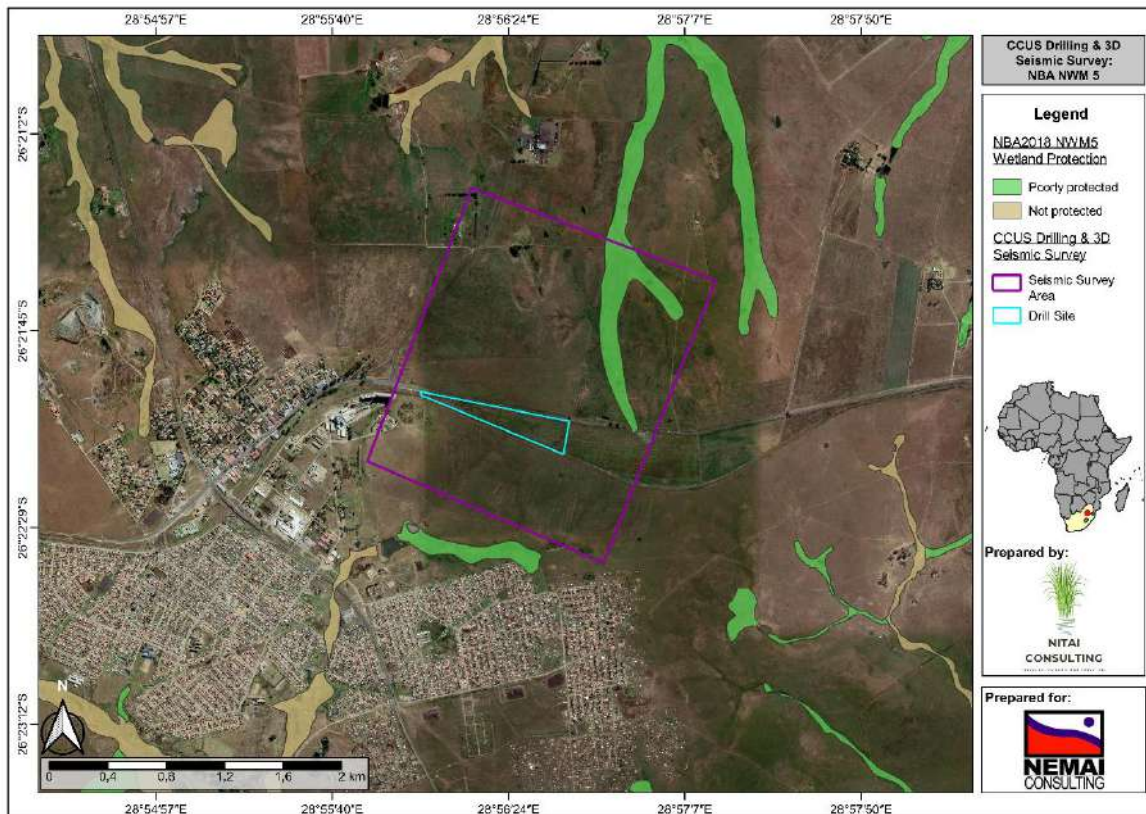 28°54'57"E 28°55'40"E 28°56'24"E 28°57'7"E 28°57'50"E
26°21'2"S
26°21'45"S
26°22'29"S
26°23'12"S
N
0 0,4 0,8 1,2 1,6 2 km
28°54'57"E 28°55'40"E 28°56'24"E 28°57'7"E 28°57'50"E
CCUS Drilling & 3D
Seismic Survey:
NBA NWM 5
Legend
NBA2018 NWM5
Wetland Protection
Poorly protected
Not protected
CCUS Drilling & 3D
Seismic Survey
Seismic Survey
Area
Drill Site
Prepared by:
NITAI
CONSULTING
Prepared for:
NEMAI
CONSULTING